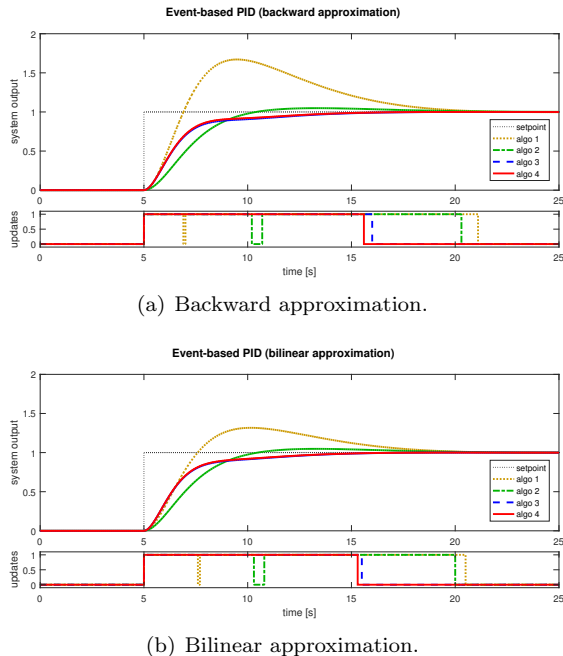 Event-based PID (backward approximation)
system output
2
1.5
1
0.5
0
0 5 10 15 20 25
setpoint
algo 1
algo 2
algo 3
algo 4
updates
1
0.5
0
0 5 10 15 20 25
time [s]
(a) Backward approximation.
Event-based PID (bilinear approximation)
system output
2
1.5
1
0.5
0
0 5 10 15 20 25
setpoint
algo 1
algo 2
algo 3
algo 4
updates
1
0.5
0
0 5 10 15 20 25
time [s]
(b) Bilinear approximation.